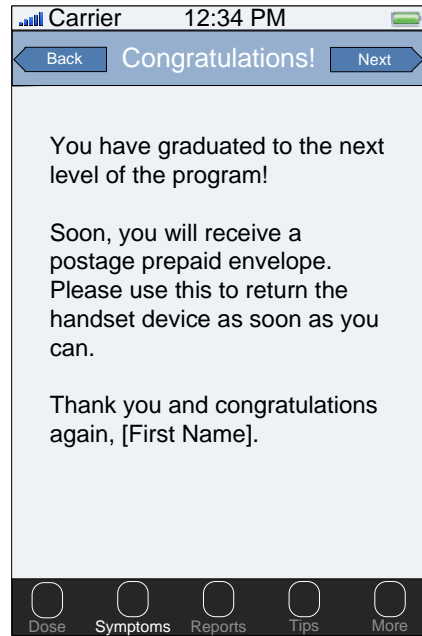 Carrier 12:34 PM
Back Congratulations! Next
You have graduated to the next
level of the program!
Soon, you will receive a
postage prepaid envelope.
Please use this to return the
handset device as soon as you
can.
Thank you and congratulations
again, [First Name].
Dose Symptoms Reports Tips More